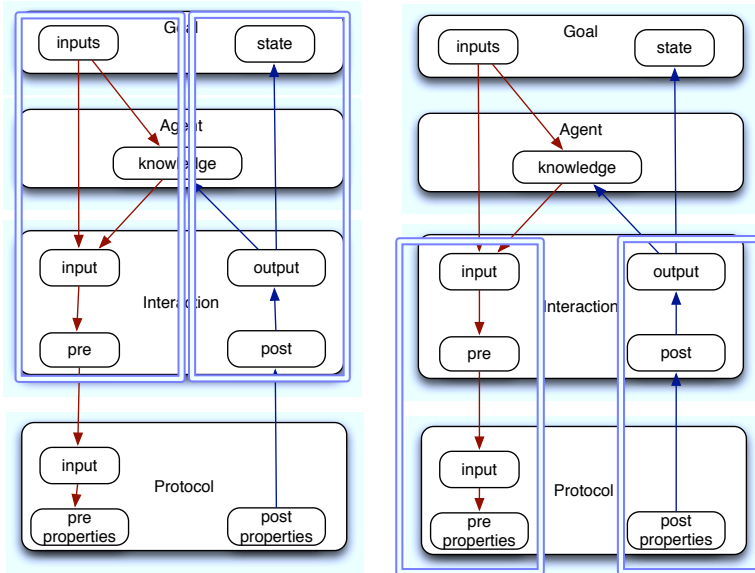 Goal
inputs
state
Agent
knowledge
input
output
Interaction
pre
post
input
Protocol
pre
properties
post
properties
Goal
inputs
state
Agent
knowledge
input
output
Interaction
pre
post
input
Protocol
pre
properties
post
properties